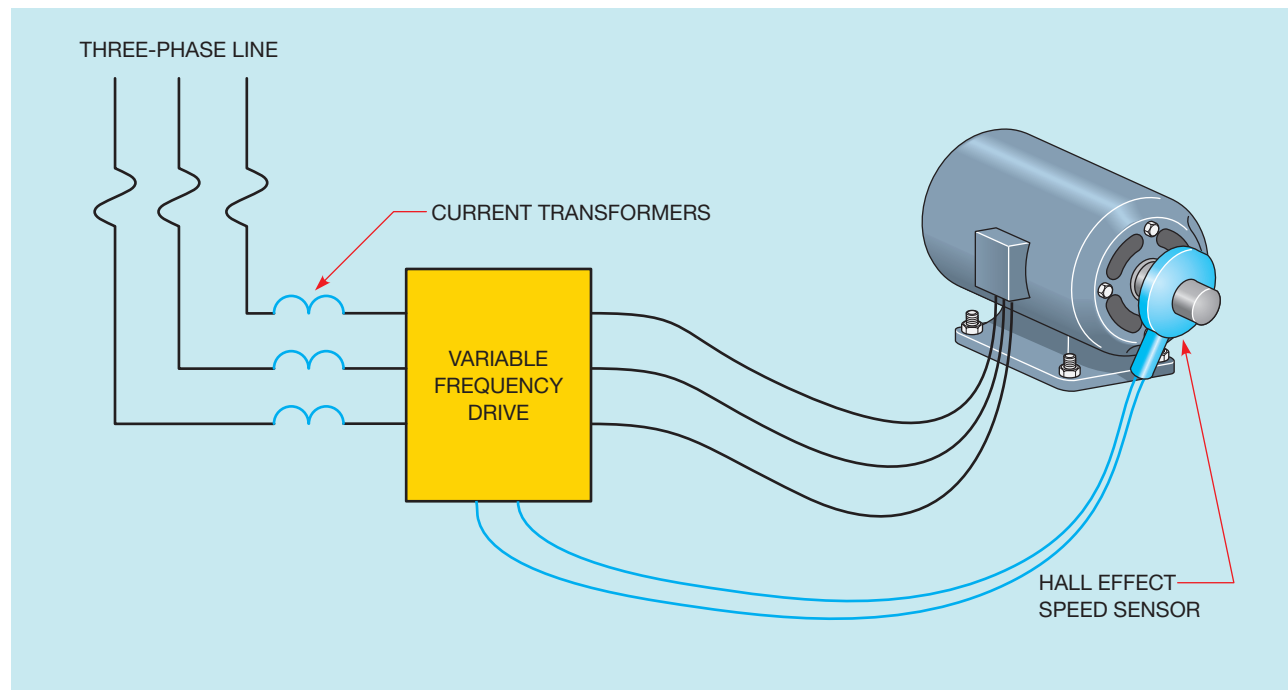 THREE-PHASE LINE
CURRENT TRANSFORMERS
VARIABLE
FREQUENCY
DRIVE
HALL EFFECT
SPEED SENSOR